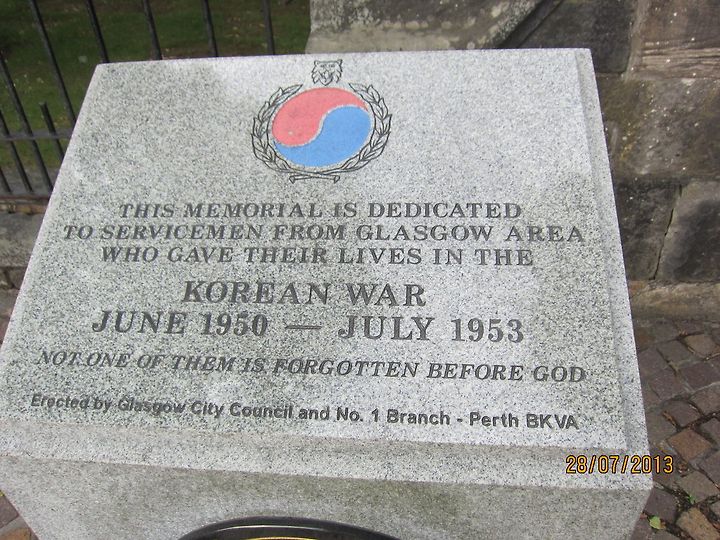 THIS MEMORIAL IS DEDICATED
TO SERVICEMEN FROM GLASGOW AREA
WHO GAVE THEIR LIVES IN THE
KOREAN WAR
JUNE 1950 — JULY 1953
NOT ONE OF THEM IS FORGOTTEN BEFORE GOD
Erected by Glasgow City Council and No. 1 Branch - Perth BKVA
28/07/2013